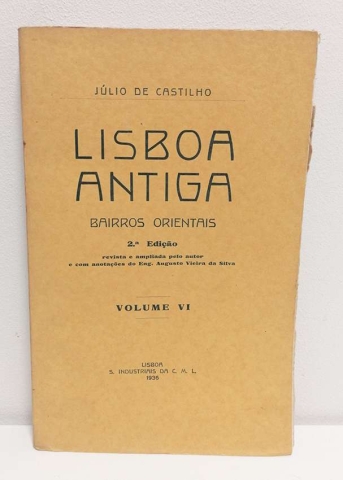 JÚLIO DE CASTILHO
LISBOA
ANTIGA
BAIRROS ORIENTAIS
2.ª Edição
revista e ampliada pelo autor
e com anotações do Eng. Augusto Vieira da Silva
VOLUME VI
LISBOA
S. INDUSTRIAIS DA C. M. L.
1936